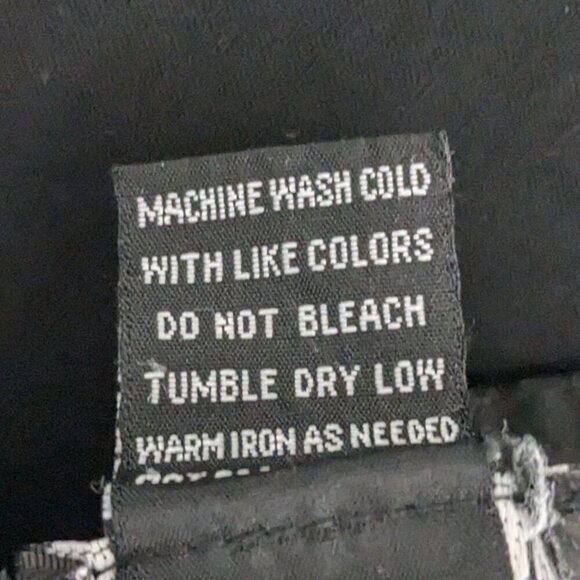 MACHINE WASH COLD
WITH LIKE COLORS
DO NOT BLEACH
TUMBLE DRY LOW
WARM IRON AS NEEDED